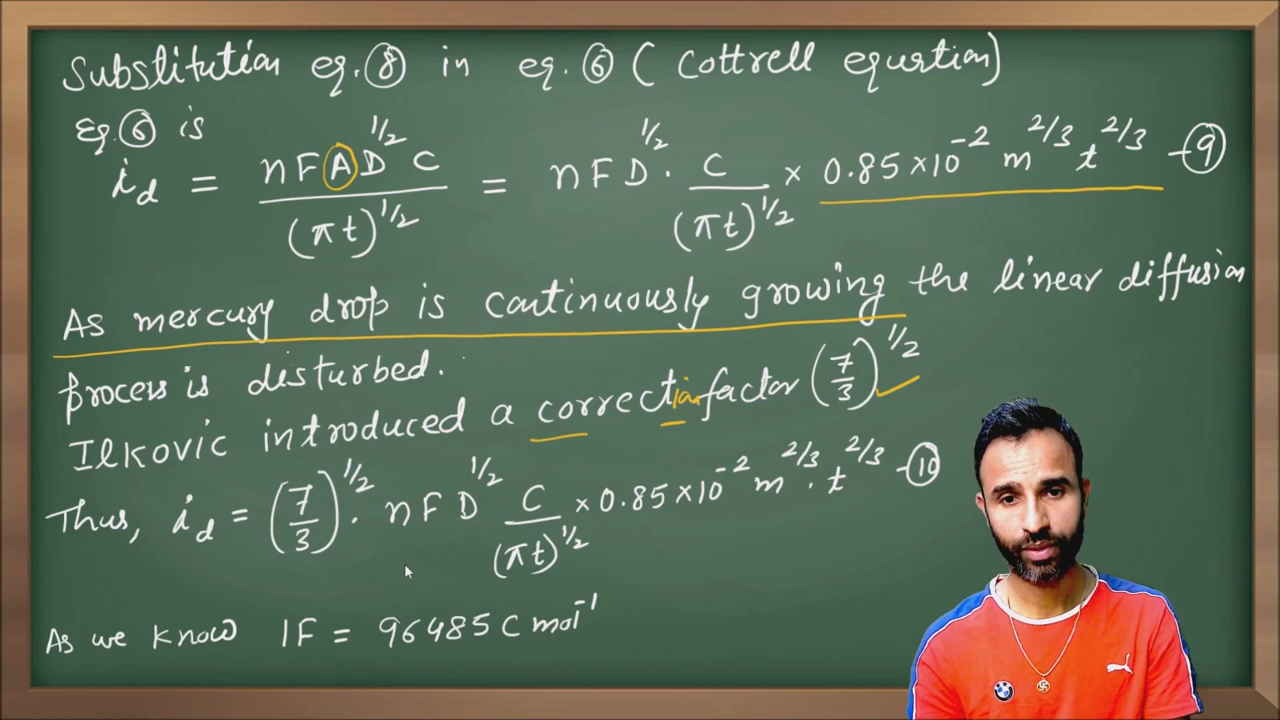 Substitution eq. ⑧ in eq. ⑥ ( Cottrell equrtion)
Eq. ⑥ is
i_d = nFAD^1/2 C / (πt)^1/2 = nFD^1/2 · C / (πt)^1/2 × 0.85×10^-2 m^2/3 t^2/3 -⑨
As mercury drop is continuously growing the linear diffusion
process is disturbed.
Ilkovic introduced a correction factor (7/3)^1/2
Thus, i_d = (7/3)^1/2 · nFD^1/2 C / (πt)^1/2 × 0.85×10^-2 m^2/3 · t^2/3 -⑩
As we know 1F = 96485 C mol^-1
BMW